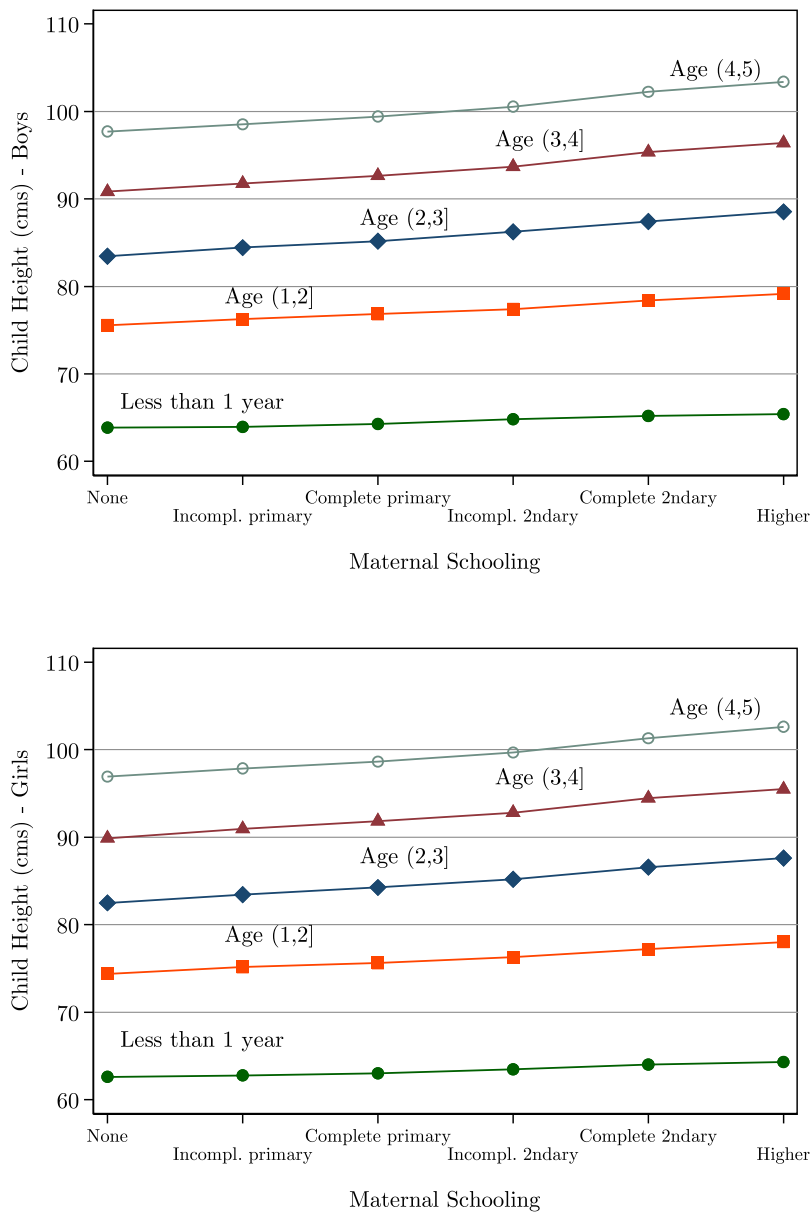 Child Height (cms) - Boys
110
100
90
80
70
60
Age (4,5)
Age (3,4]
Age (2,3]
Age (1,2]
Less than 1 year
None
Complete primary
Complete 2ndary
Incompl. primary
Incompl. 2ndary
Higher
Maternal Schooling
Child Height (cms) - Girls
110
100
90
80
70
60
Age (4,5)
Age (3,4]
Age (2,3]
Age (1,2]
Less than 1 year
None
Complete primary
Complete 2ndary
Incompl. primary
Incompl. 2ndary
Higher
Maternal Schooling